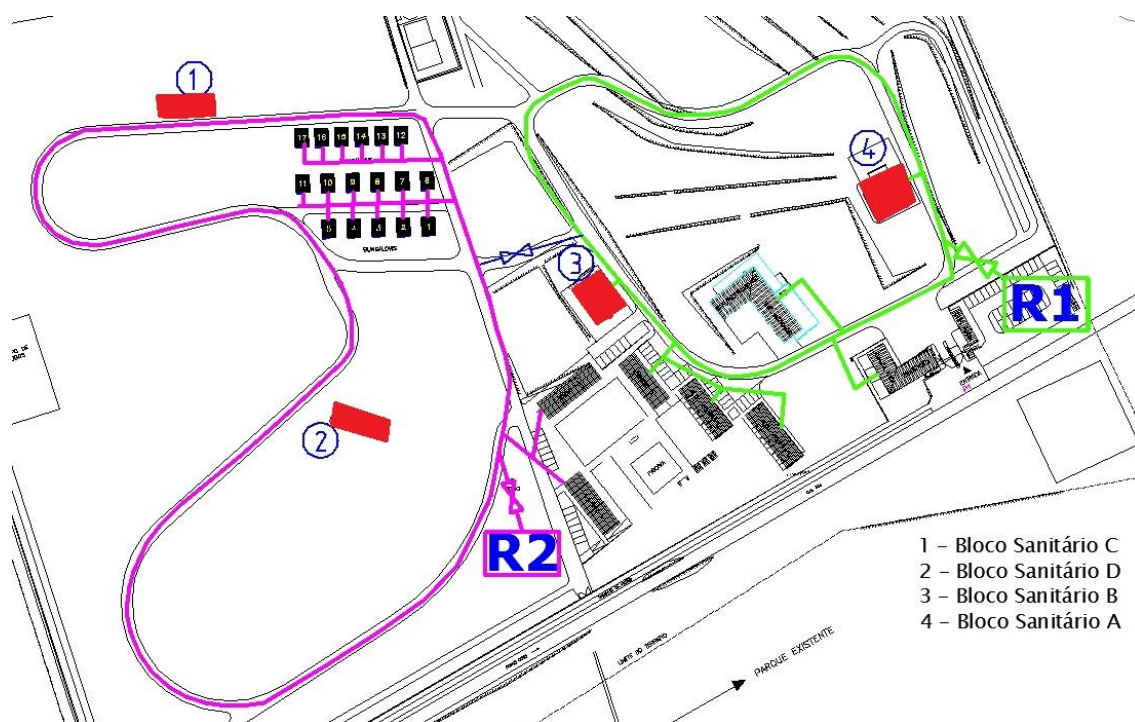 1
17 16 15 14 13 12
11 10 9 8 7 6
5 4 3 2 1
BUNGALOWS
4
3
R1
2
PISCINA
ENTRADA
R2
1 – Bloco Sanitário C
2 – Bloco Sanitário D
3 – Bloco Sanitário B
4 – Bloco Sanitário A
LIMITE DO TERRENO
PARQUE EXISTENTE